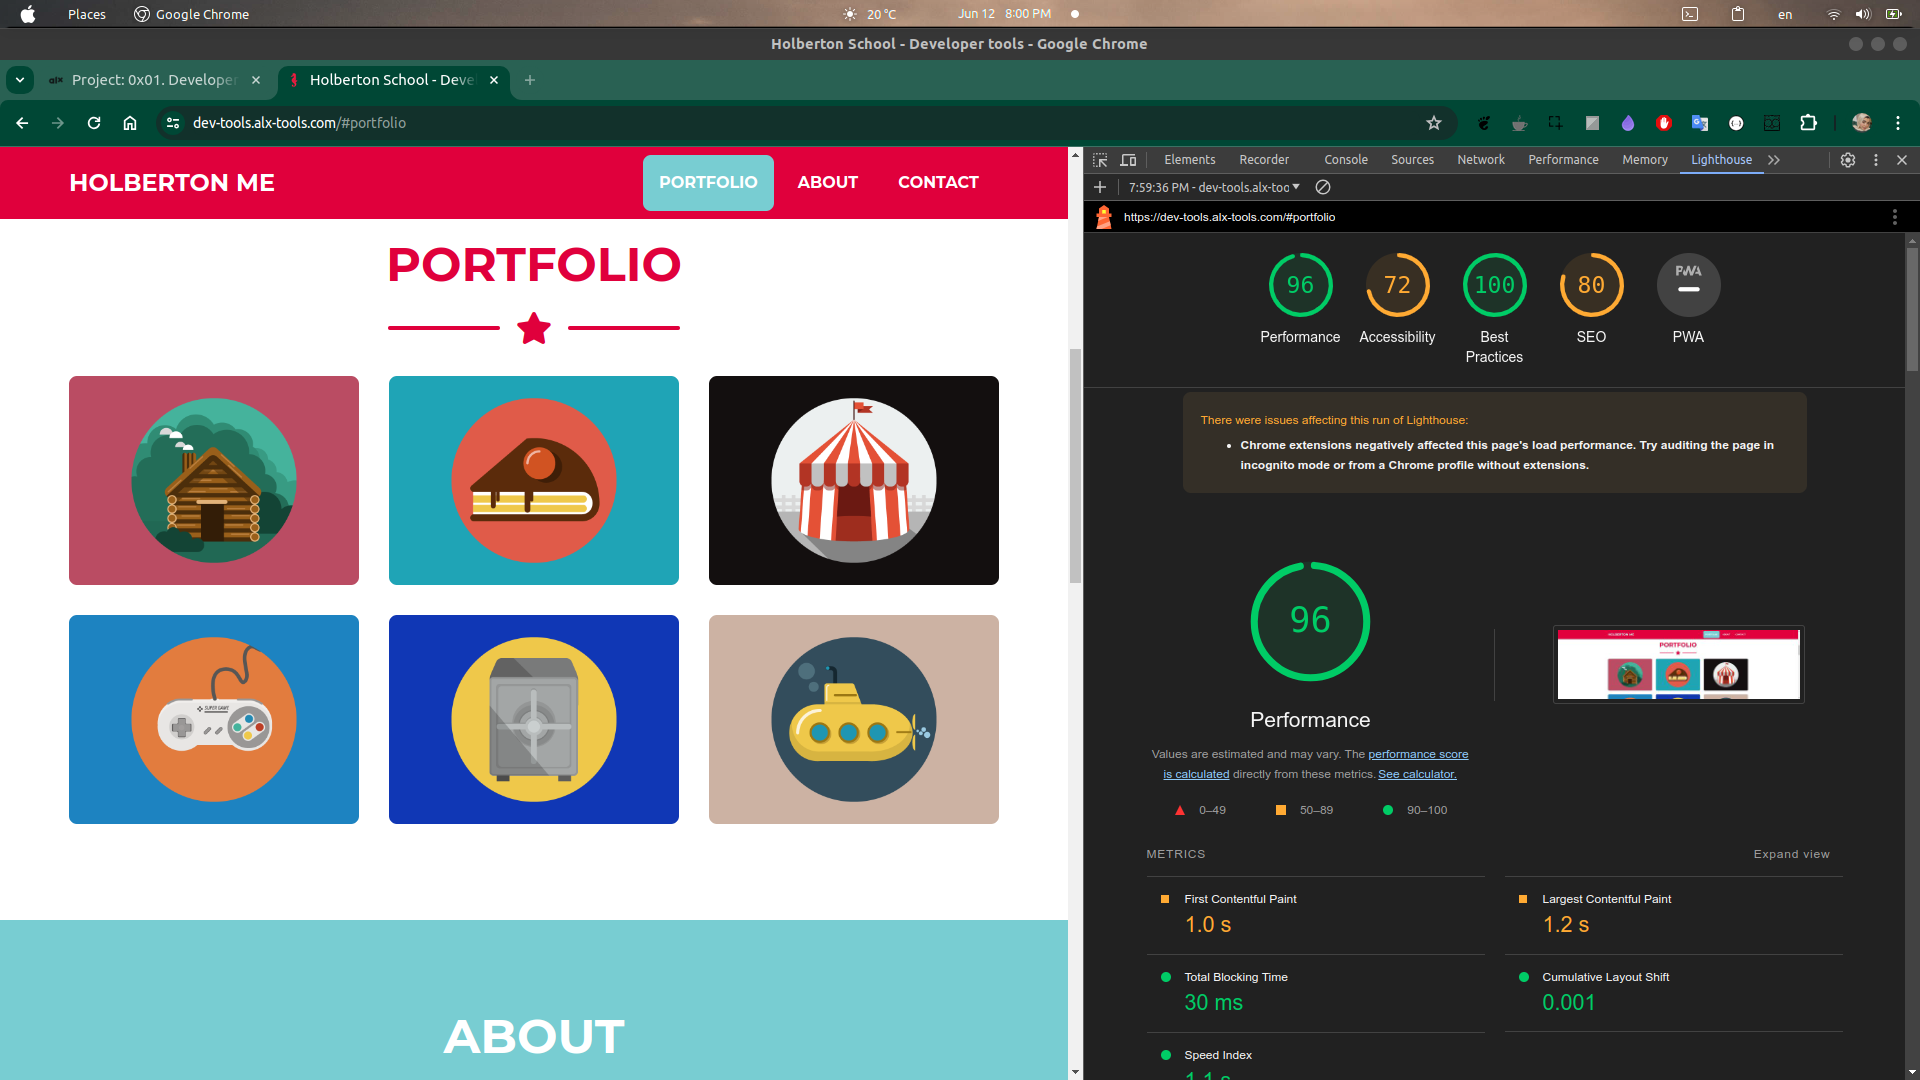 Places
Google Chrome
20 °C
Jun 12 8:00 PM
en
Holberton School - Developer tools - Google Chrome
alx Project: 0x01. Developer
Holberton School - Deve
dev-tools.alx-tools.com/#portfolio
HOLBERTON ME
PORTFOLIO
ABOUT
CONTACT
PORTFOLIO
SUPER GAME
ABOUT
Elements
Recorder
Console
Sources
Network
Performance
Memory
Lighthouse
7:59:36 PM - dev-tools.alx-too
https://dev-tools.alx-tools.com/#portfolio
96
72
100
80
PWA
Performance
Accessibility
Best
Practices
SEO
PWA
There were issues affecting this run of Lighthouse:
Chrome extensions negatively affected this page's load performance. Try auditing the page in
incognito mode or from a Chrome profile without extensions.
96
Performance
Values are estimated and may vary. The performance score
is calculated directly from these metrics. See calculator.
0–49
50–89
90–100
HOLBERTON ME
PORTFOLIO
METRICS
Expand view
First Contentful Paint
1.0 s
Largest Contentful Paint
1.2 s
Total Blocking Time
30 ms
Cumulative Layout Shift
0.001
Speed Index
1.1 s